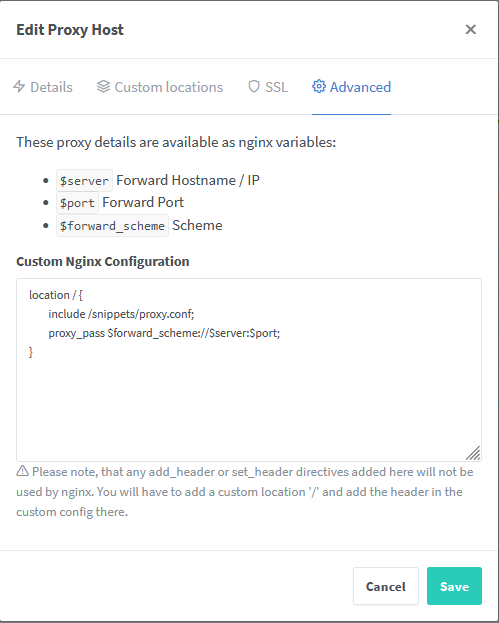 Edit Proxy Host
Details Custom locations SSL Advanced
These proxy details are available as nginx variables:
• $server Forward Hostname / IP
• $port Forward Port
• $forward_scheme Scheme
Custom Nginx Configuration
location / {
include /snippets/proxy.conf;
proxy_pass $forward_scheme://$server:$port;
}
Please note, that any add_header or set_header directives added here will not be
used by nginx. You will have to add a custom location '/' and add the header in the
custom config there.
Cancel Save